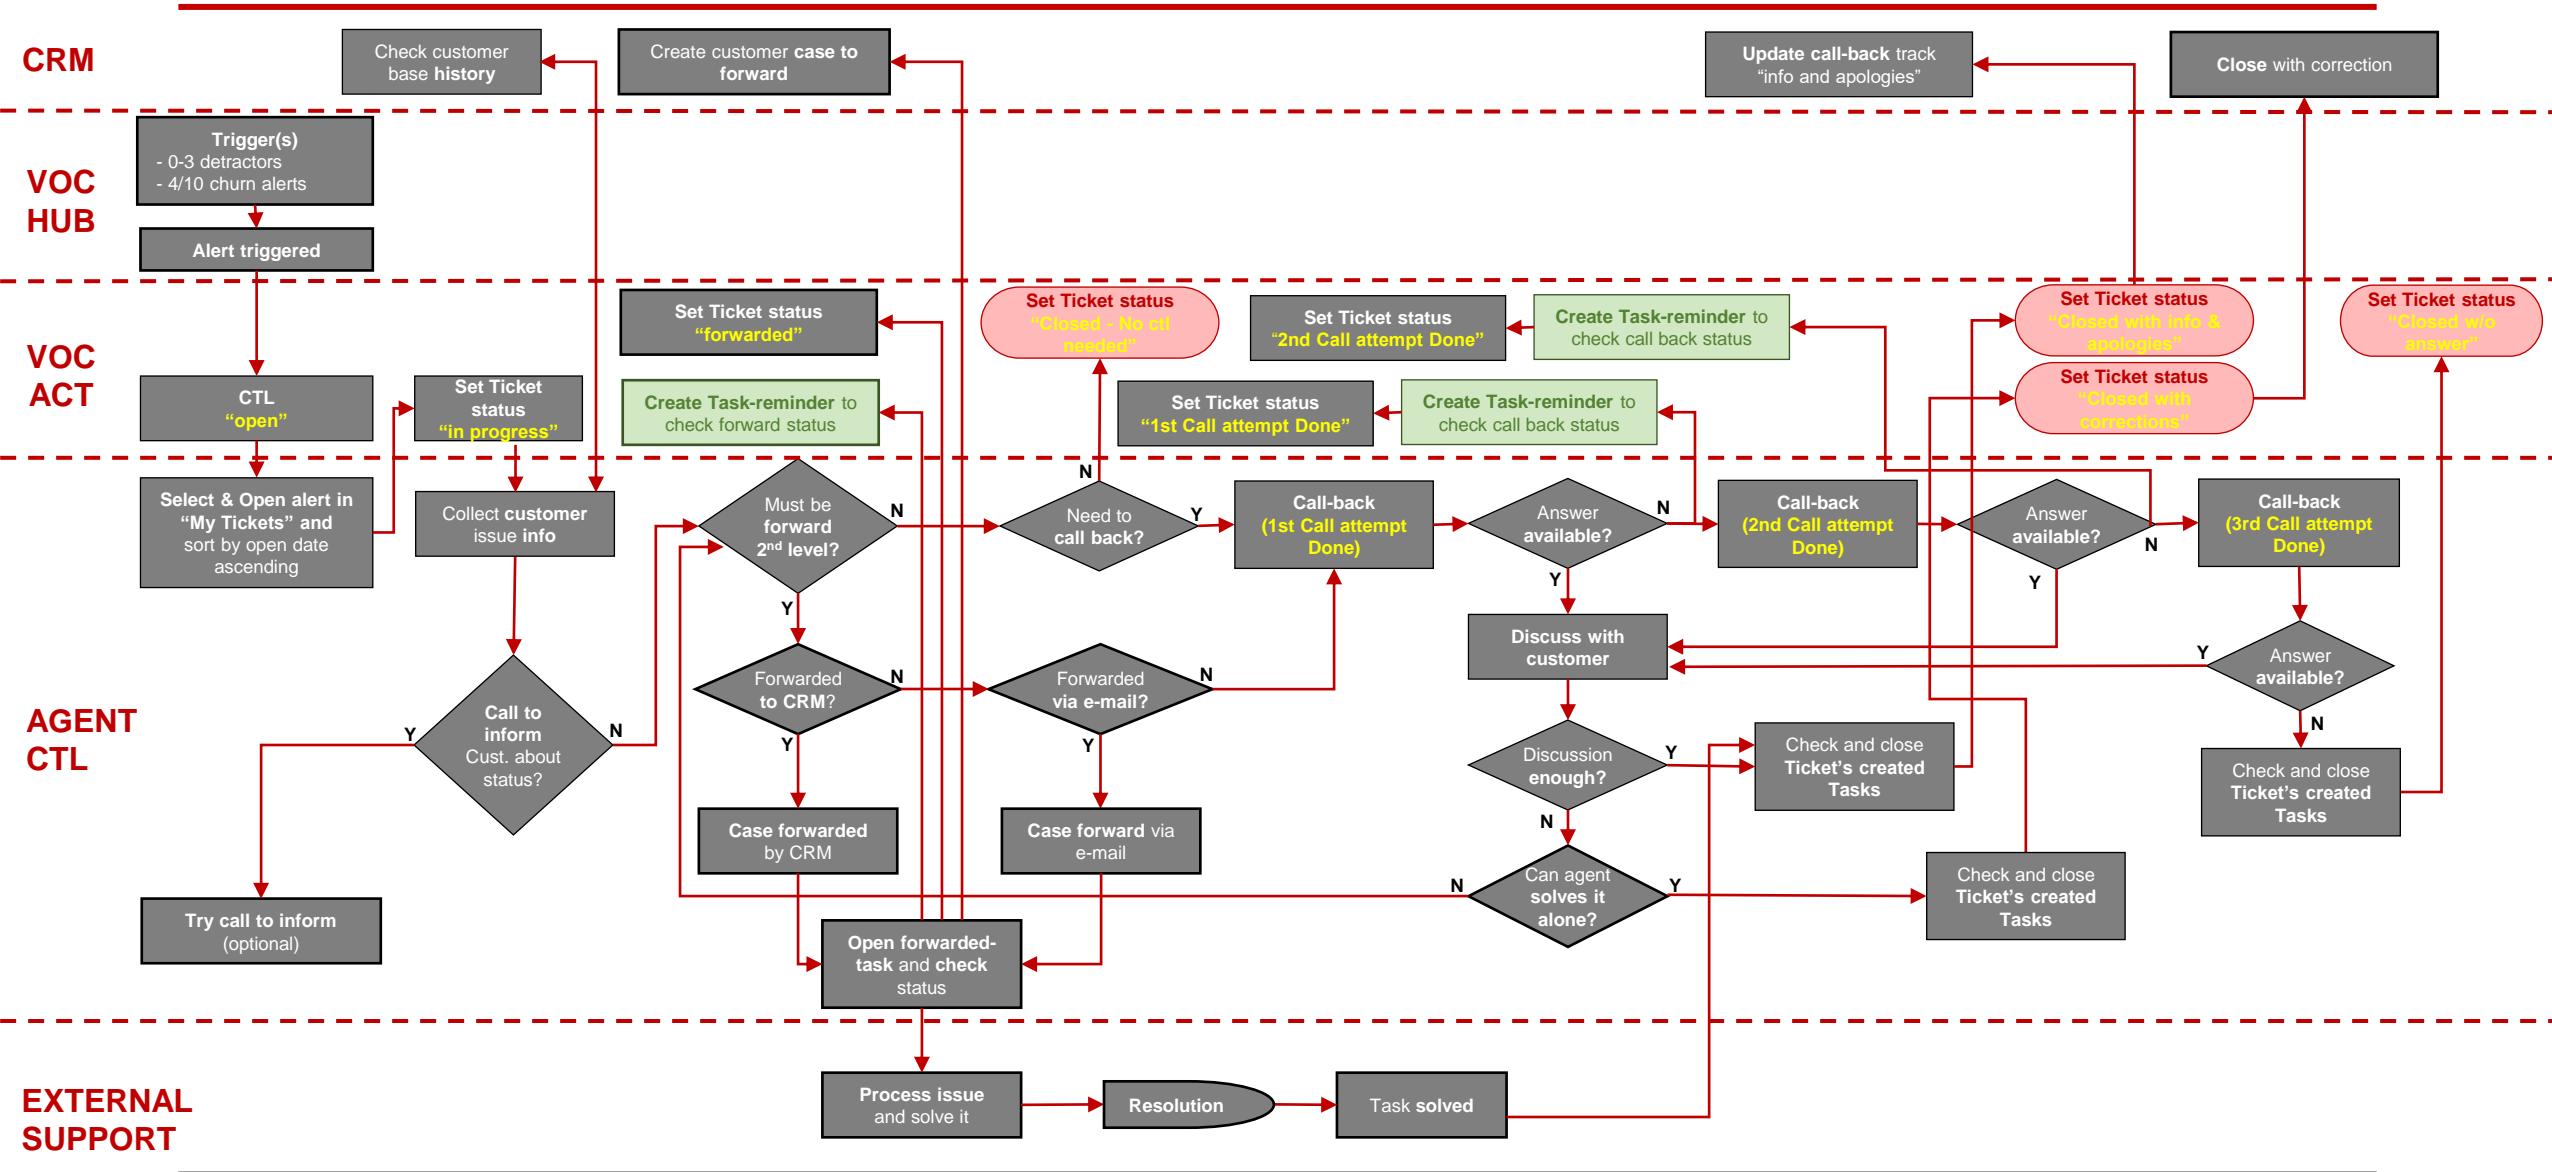 CRM
Check customer
base history
Create customer case to
forward
Update call-back track
“info and apologies”
Close with correction
VOC
HUB
Trigger(s)
- 0-3 detractors
- 4/10 churn alerts
Alert triggered
VOC
ACT
CTL
“open”
Set Ticket
status
“in progress”
Set Ticket status
“forwarded”
Create Task-reminder to
check forward status
Set Ticket status
“Closed - No ctl
needed”
Set Ticket status
“2nd Call attempt Done”
Create Task-reminder to
check call back status
Set Ticket status
“1st Call attempt Done”
Create Task-reminder to
check call back status
Set Ticket status
“Closed with info &
apologies”
Set Ticket status
“Closed with
corrections”
Set Ticket status
“Closed w/o
answer”
AGENT
CTL
Select & Open alert in
“My Tickets” and
sort by open date
ascending
Collect customer
issue info
Must be
forward
2nd level?
N
Y
Need to
call back?
N
Y
Call-back
(1st Call attempt
Done)
Answer
available?
N
Y
Call-back
(2nd Call attempt
Done)
Answer
available?
N
Y
Call-back
(3rd Call attempt
Done)
Discuss with
customer
Answer
available?
Y
N
Call to
inform
Cust. about
status?
Y
N
Forwarded
to CRM?
N
Y
Forwarded
via e-mail?
N
Y
Discussion
enough?
Y
N
Check and close
Ticket’s created
Tasks
Check and close
Ticket’s created
Tasks
Case forwarded
by CRM
Case forward via
e-mail
Can agent
solves it
alone?
N
Y
Check and close
Ticket’s created
Tasks
Try call to inform
(optional)
Open forwarded-
task and check
status
EXTERNAL
SUPPORT
Process issue
and solve it
Resolution
Task solved